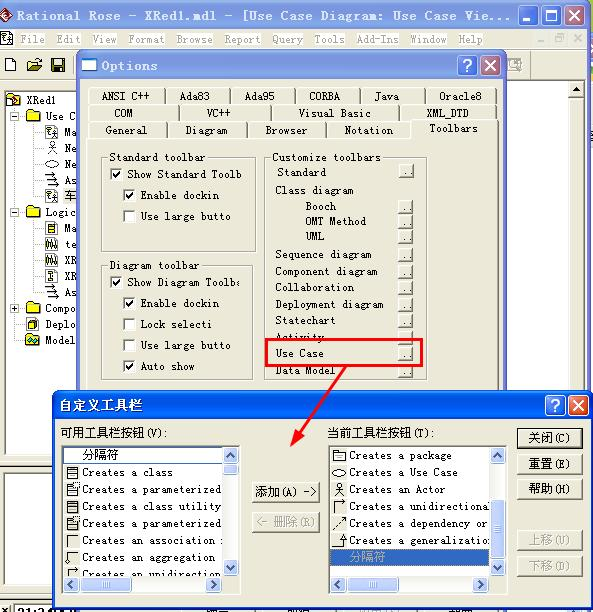 Rational Rose - XRed1.mdl - [Use Case Diagram: Use Case Vie...
File Edit View Format Browse Report Query Tools Add-Ins Window Help
Options
XRed1
Use C
Ma
Ne
Ne
As
车
Logic
Ma
te
XR
XR
As
Compo
Deplo
Model
ANSI C++ Ada83 Ada95 CORBA Java Oracle8
COM VC++ Visual Basic XML_DTD
General Diagram Browser Notation Toolbars
Standard toolbar
Show Standard Toolb
Enable dockin
Use large butto
Diagram toolbar
Show Diagram Toolba
Enable dockin
Lock selecti
Use large butto
Auto show
Customize toolbars
Standard ..
Class diagram
Booch ..
OMT Method ..
UML ..
Sequence diagram ..
Component diagram ..
Collaboration ..
Deployment diagram ..
Statechart ..
Activity ..
Use Case ..
Data Model ..
自定义工具栏
可用工具栏按钮(V):
分隔符
Creates a class
Creates a parameterized
Creates a class utility
Creates a parameterized
Creates an association
Creates an aggregation
Creates an unidirection
添加(A) ->
<- 删除(R)
当前工具栏按钮(T):
Creates a package
Creates a Use Case
Creates an Actor
Creates a unidirectional
Creates a dependency or
Creates a generalizatio
分隔符
关闭(C)
重置(E)
帮助(H)
上移(U)
下移(D)